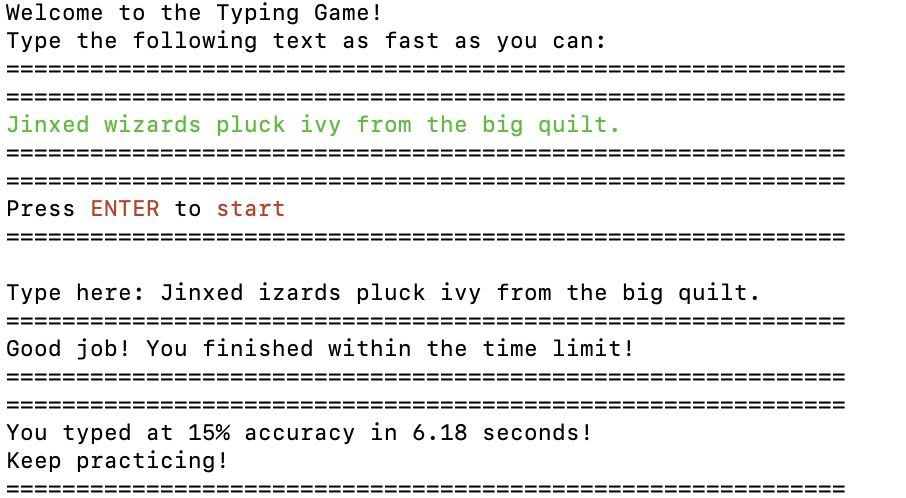 Welcome to the Typing Game!
Type the following text as fast as you can:
============================================================
============================================================
Jinxed wizards pluck ivy from the big quilt.
============================================================
============================================================
Press ENTER to start
============================================================
Type here: Jinxed izards pluck ivy from the big quilt.
============================================================
Good job! You finished within the time limit!
============================================================
============================================================
You typed at 15% accuracy in 6.18 seconds!
Keep practicing!
============================================================